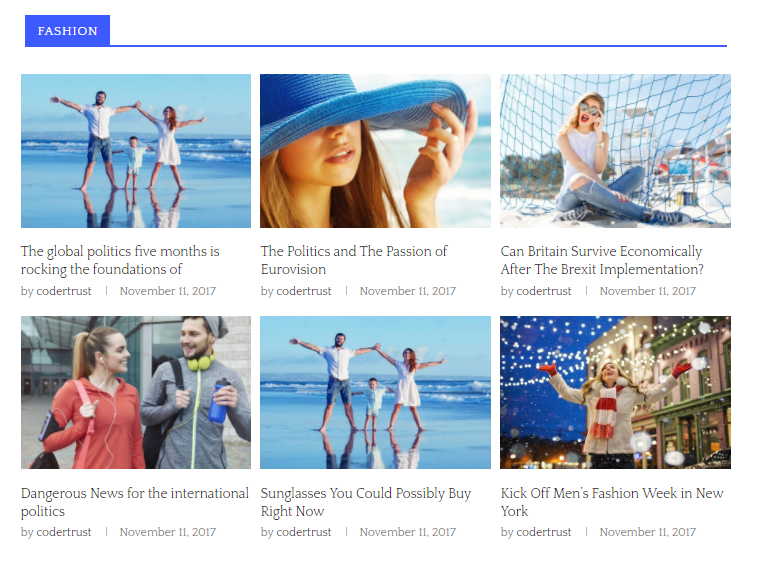 FASHION
The global politics five months is
rocking the foundations of
by codertrust | November 11, 2017
The Politics and The Passion of
Eurovision
by codertrust | November 11, 2017
Can Britain Survive Economically
After The Brexit Implementation?
by codertrust | November 11, 2017
Dangerous News for the international
politics
by codertrust | November 11, 2017
Sunglasses You Could Possibly Buy
Right Now
by codertrust | November 11, 2017
Kick Off Men's Fashion Week in New
York
by codertrust | November 11, 2017